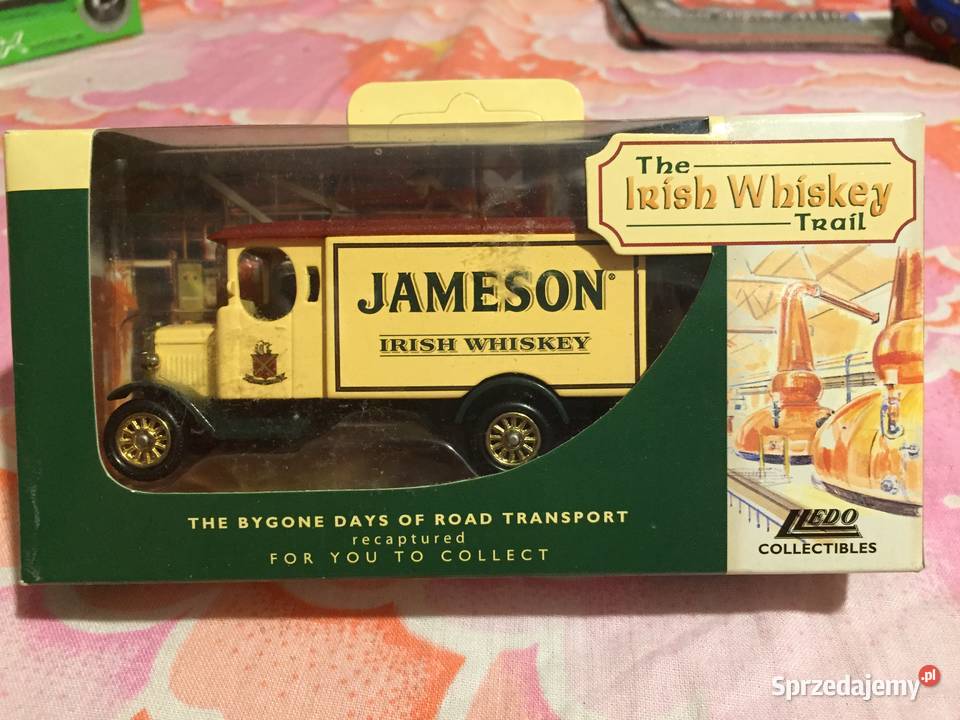 The
Irish Whiskey
Trail
JAMESON®
IRISH WHISKEY
THE BYGONE DAYS OF ROAD TRANSPORT
recaptured
FOR YOU TO COLLECT
LLEDO
COLLECTIBLES
Sprzedajemy.pl